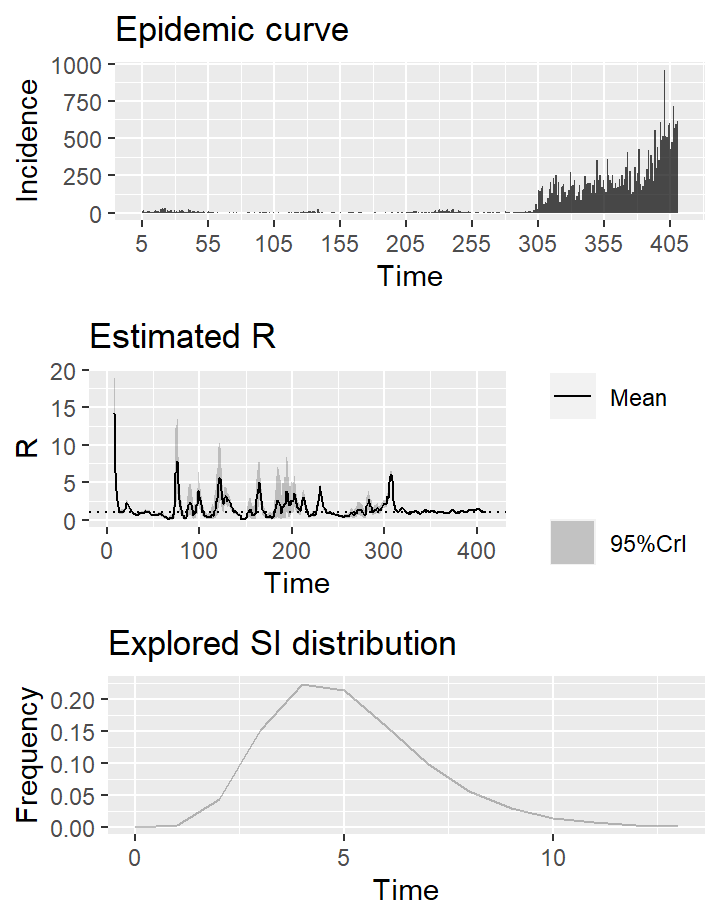 Epidemic curve
1000
750
500
250
0
Incidence
5 55 105 155 205 255 305 355 405
Time
Estimated R
20
15
10
5
0
R
0 100 200 300 400
Time
Mean
95%CrI
Explored SI distribution
0.20
0.15
0.10
0.05
0.00
Frequency
0 5 10
Time